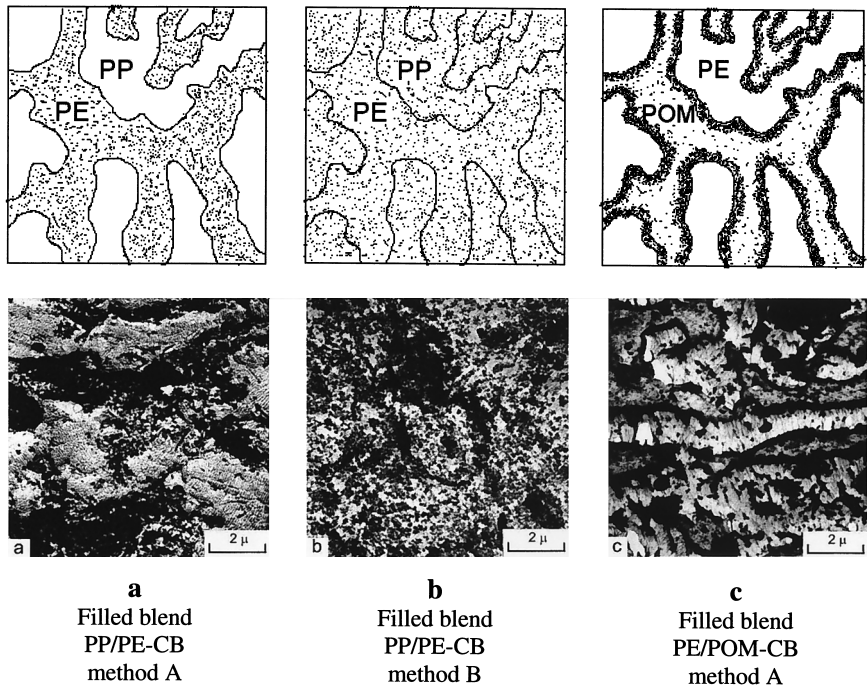 PP
PE
PP
PE
PE
POM
a
2 μ
b
2 μ
c
2 μ
a
Filled blend
PP/PE-CB
method A
b
Filled blend
PP/PE-CB
method B
c
Filled blend
PE/POM-CB
method A